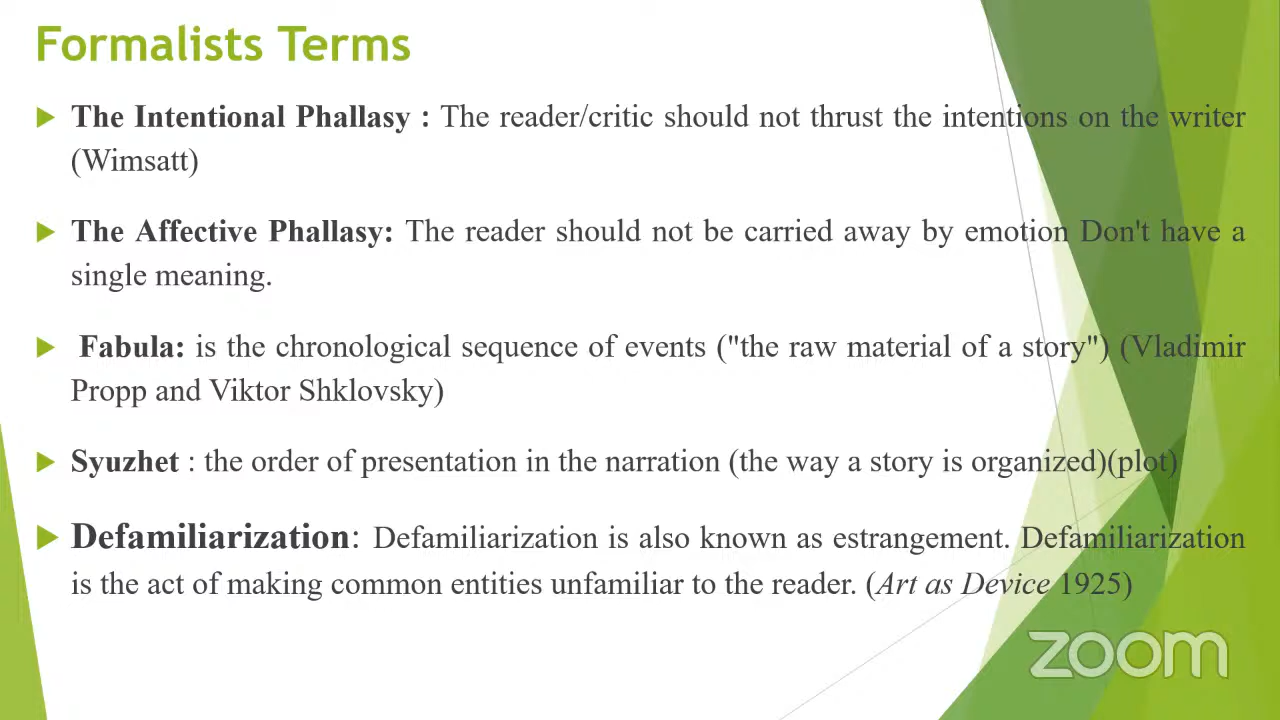 Formalists Terms
The Intentional Phallasy : The reader/critic should not thrust the intentions on the writer
(Wimsatt)
The Affective Phallasy: The reader should not be carried away by emotion Don't have a
single meaning.
Fabula: is the chronological sequence of events ("the raw material of a story") (Vladimir
Propp and Viktor Shklovsky)
Syuzhet : the order of presentation in the narration (the way a story is organized)(plot)
Defamiliarization: Defamiliarization is also known as estrangement. Defamiliarization
is the act of making common entities unfamiliar to the reader. (Art as Device 1925)
zoom